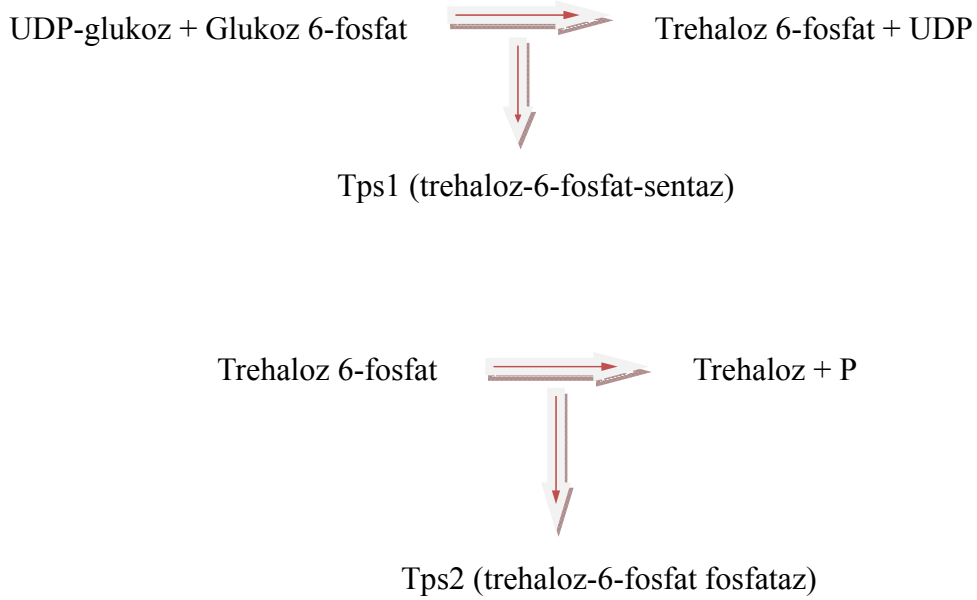 UDP-glukoz + Glukoz 6-fosfat Trehaloz 6-fosfat + UDP
Tps1 (trehaloz-6-fosfat-sentaz)
Trehaloz 6-fosfat Trehaloz + P
Tps2 (trehaloz-6-fosfat fosfataz)